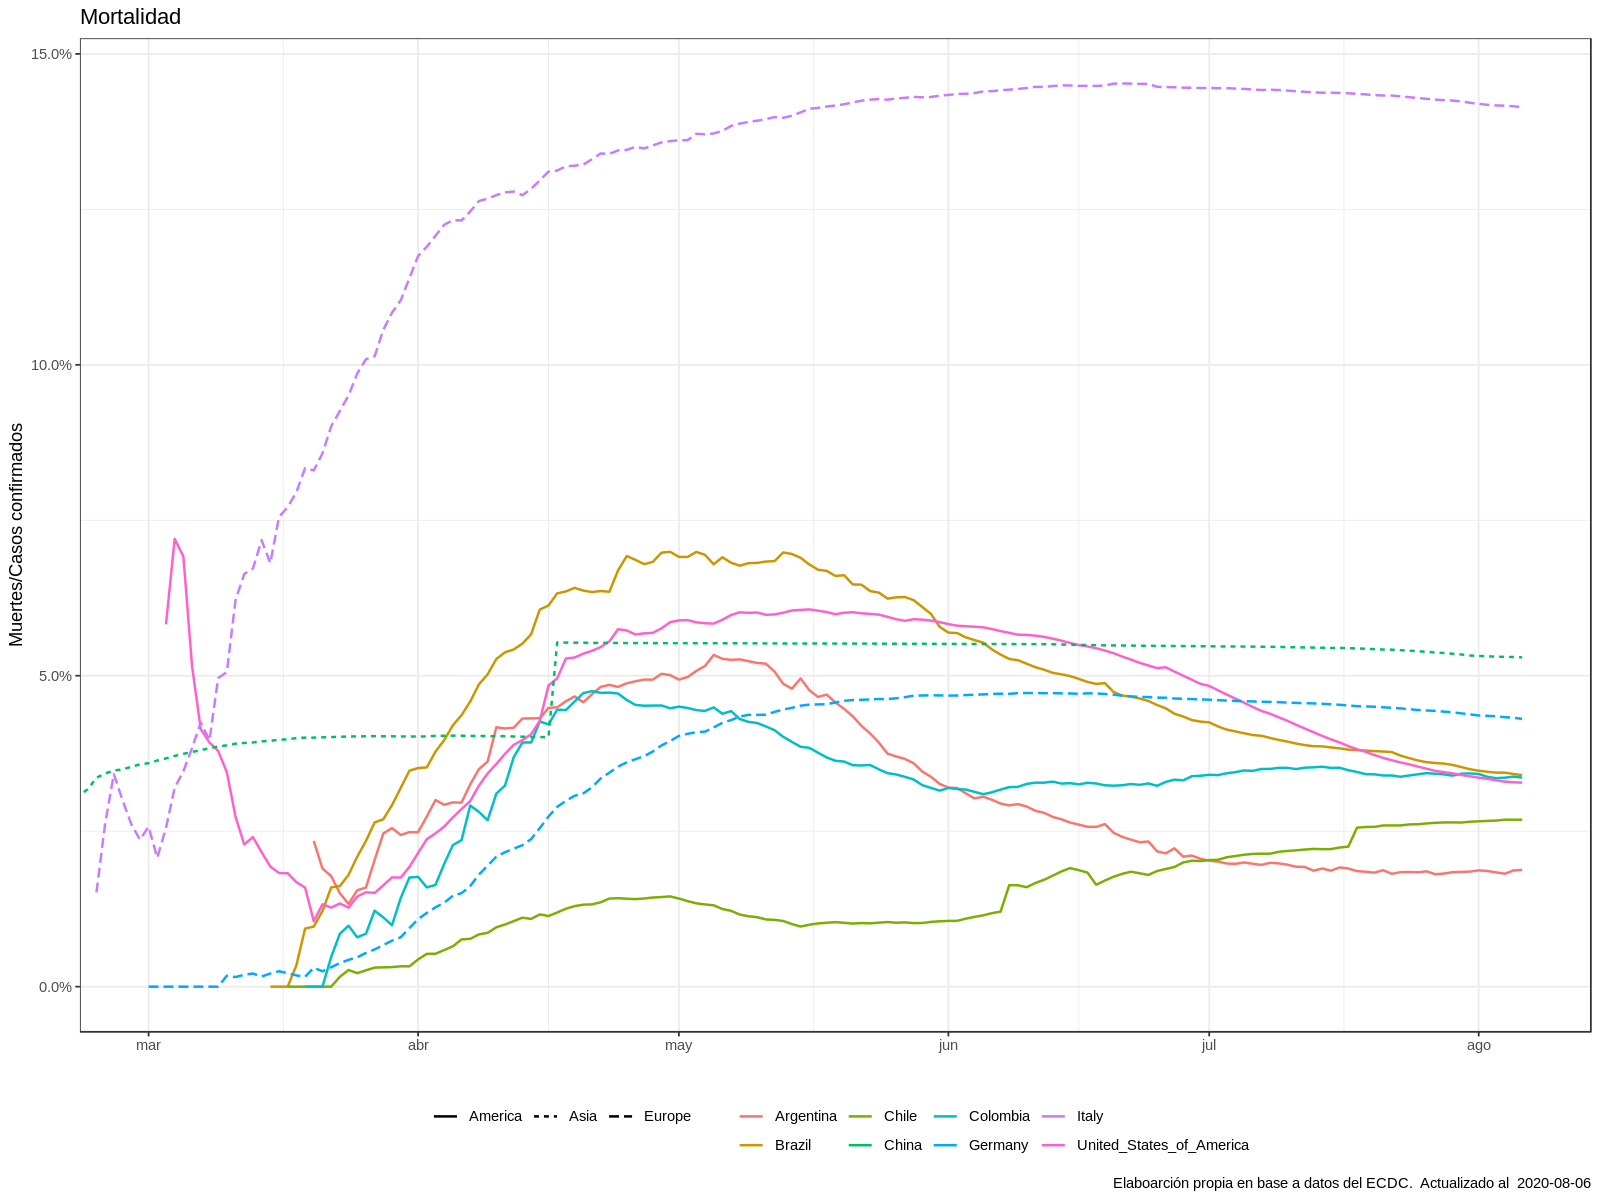 Mortalidad
Muertes/Casos confirmados
15.0%
10.0%
5.0%
0.0%
mar abr may jun jul ago
America Asia Europe Argentina Chile Colombia Italy
Brazil China Germany United_States_of_America
Elaboarción propia en base a datos del ECDC. Actualizado al 2020-08-06